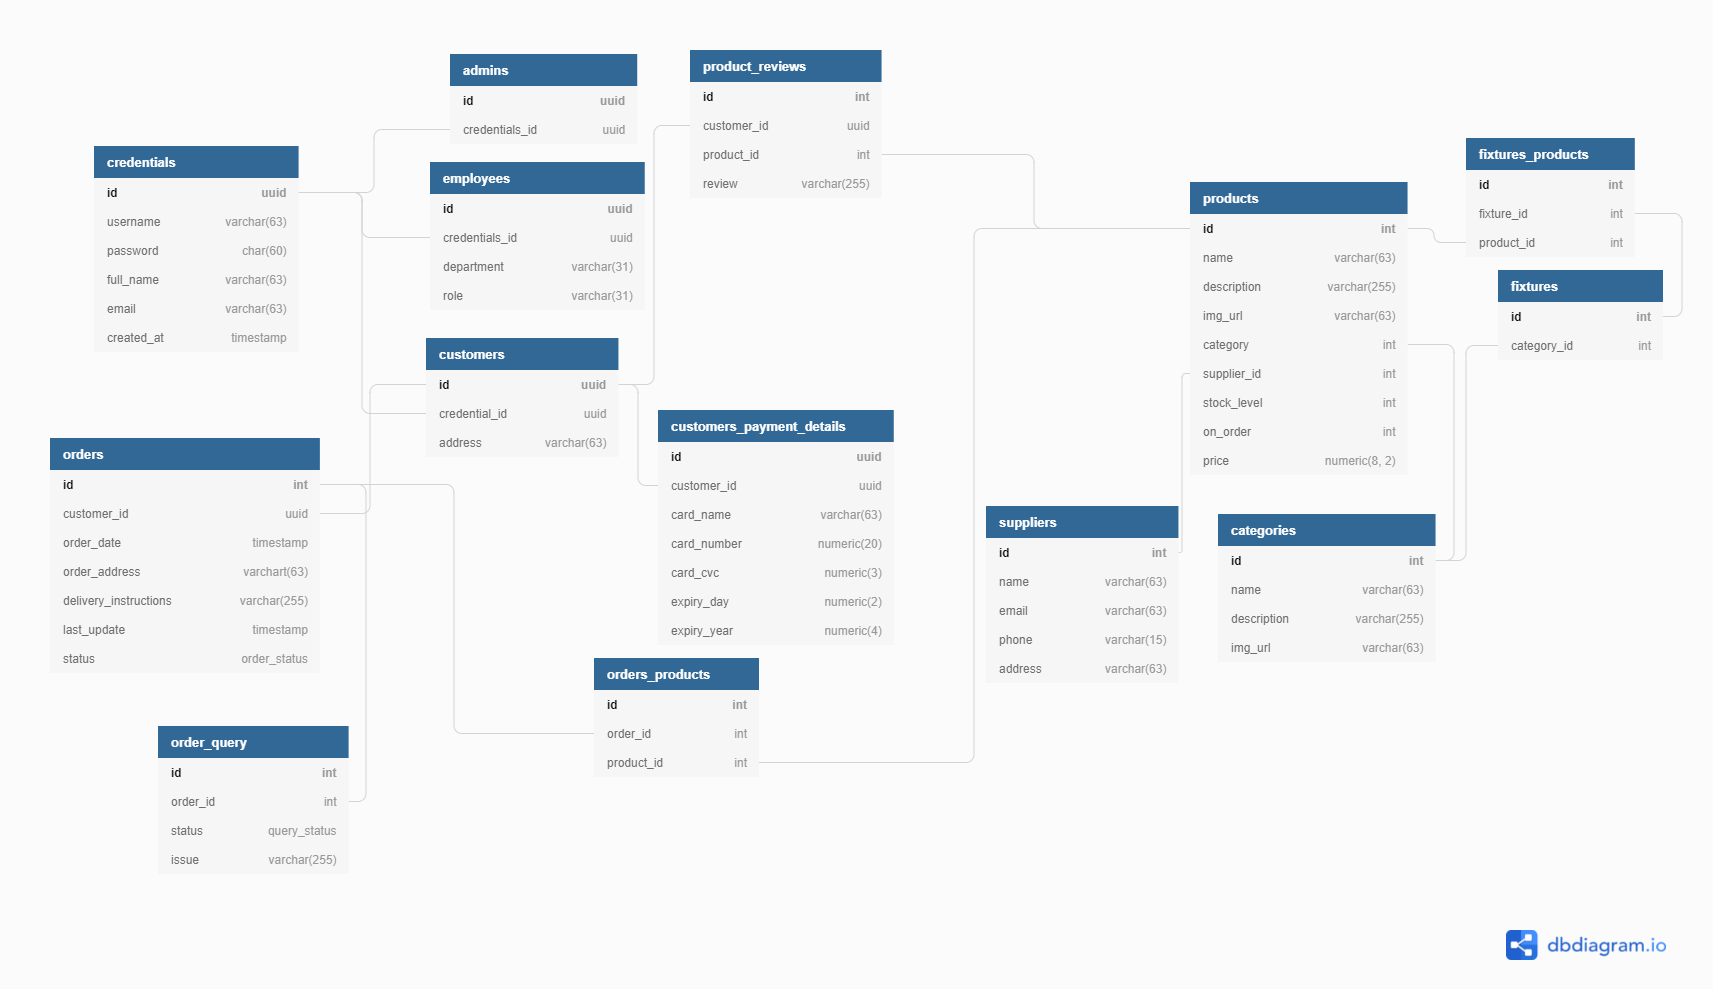 admins
id uuid
credentials_id uuid
product_reviews
id int
customer_id uuid
product_id int
review varchar(255)
credentials
id uuid
username varchar(63)
password char(60)
full_name varchar(63)
email varchar(63)
created_at timestamp
employees
id uuid
credentials_id uuid
department varchar(31)
role varchar(31)
fixtures_products
id int
fixture_id int
product_id int
products
id int
name varchar(63)
description varchar(255)
img_url varchar(63)
category int
supplier_id int
stock_level int
on_order int
price numeric(8, 2)
fixtures
id int
category_id int
customers
id uuid
credential_id uuid
address varchar(63)
customers_payment_details
id uuid
customer_id uuid
card_name varchar(63)
card_number numeric(20)
card_cvc numeric(3)
expiry_day numeric(2)
expiry_year numeric(4)
orders
id int
customer_id uuid
order_date timestamp
order_address varchart(63)
delivery_instructions varchar(255)
last_update timestamp
status order_status
suppliers
id int
name varchar(63)
email varchar(63)
phone varchar(15)
address varchar(63)
categories
id int
name varchar(63)
description varchar(255)
img_url varchar(63)
orders_products
id int
order_id int
product_id int
order_query
id int
order_id int
status query_status
issue varchar(255)
dbdiagram.io